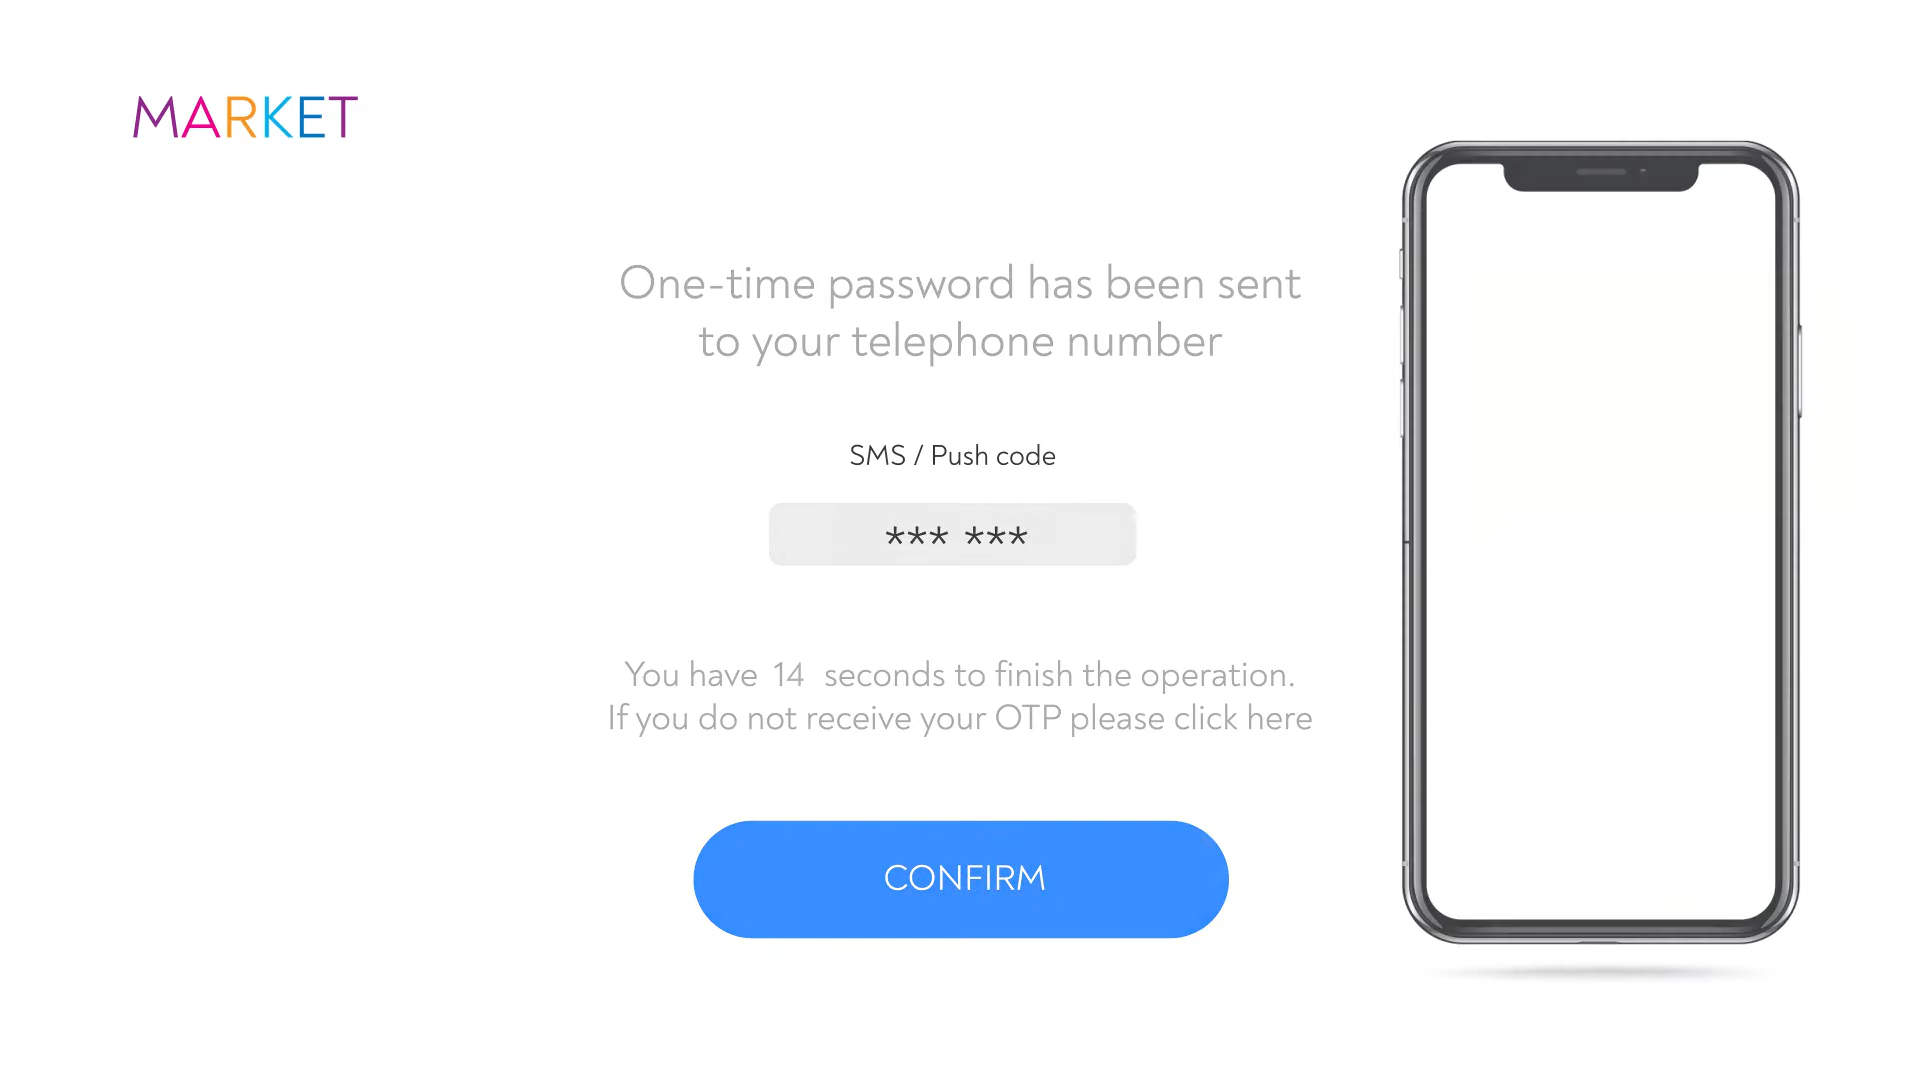 MARKET
One-time password has been sent
to your telephone number
SMS / Push code
*** ***
You have 14 seconds to finish the operation.
If you do not receive your OTP please click here
CONFIRM